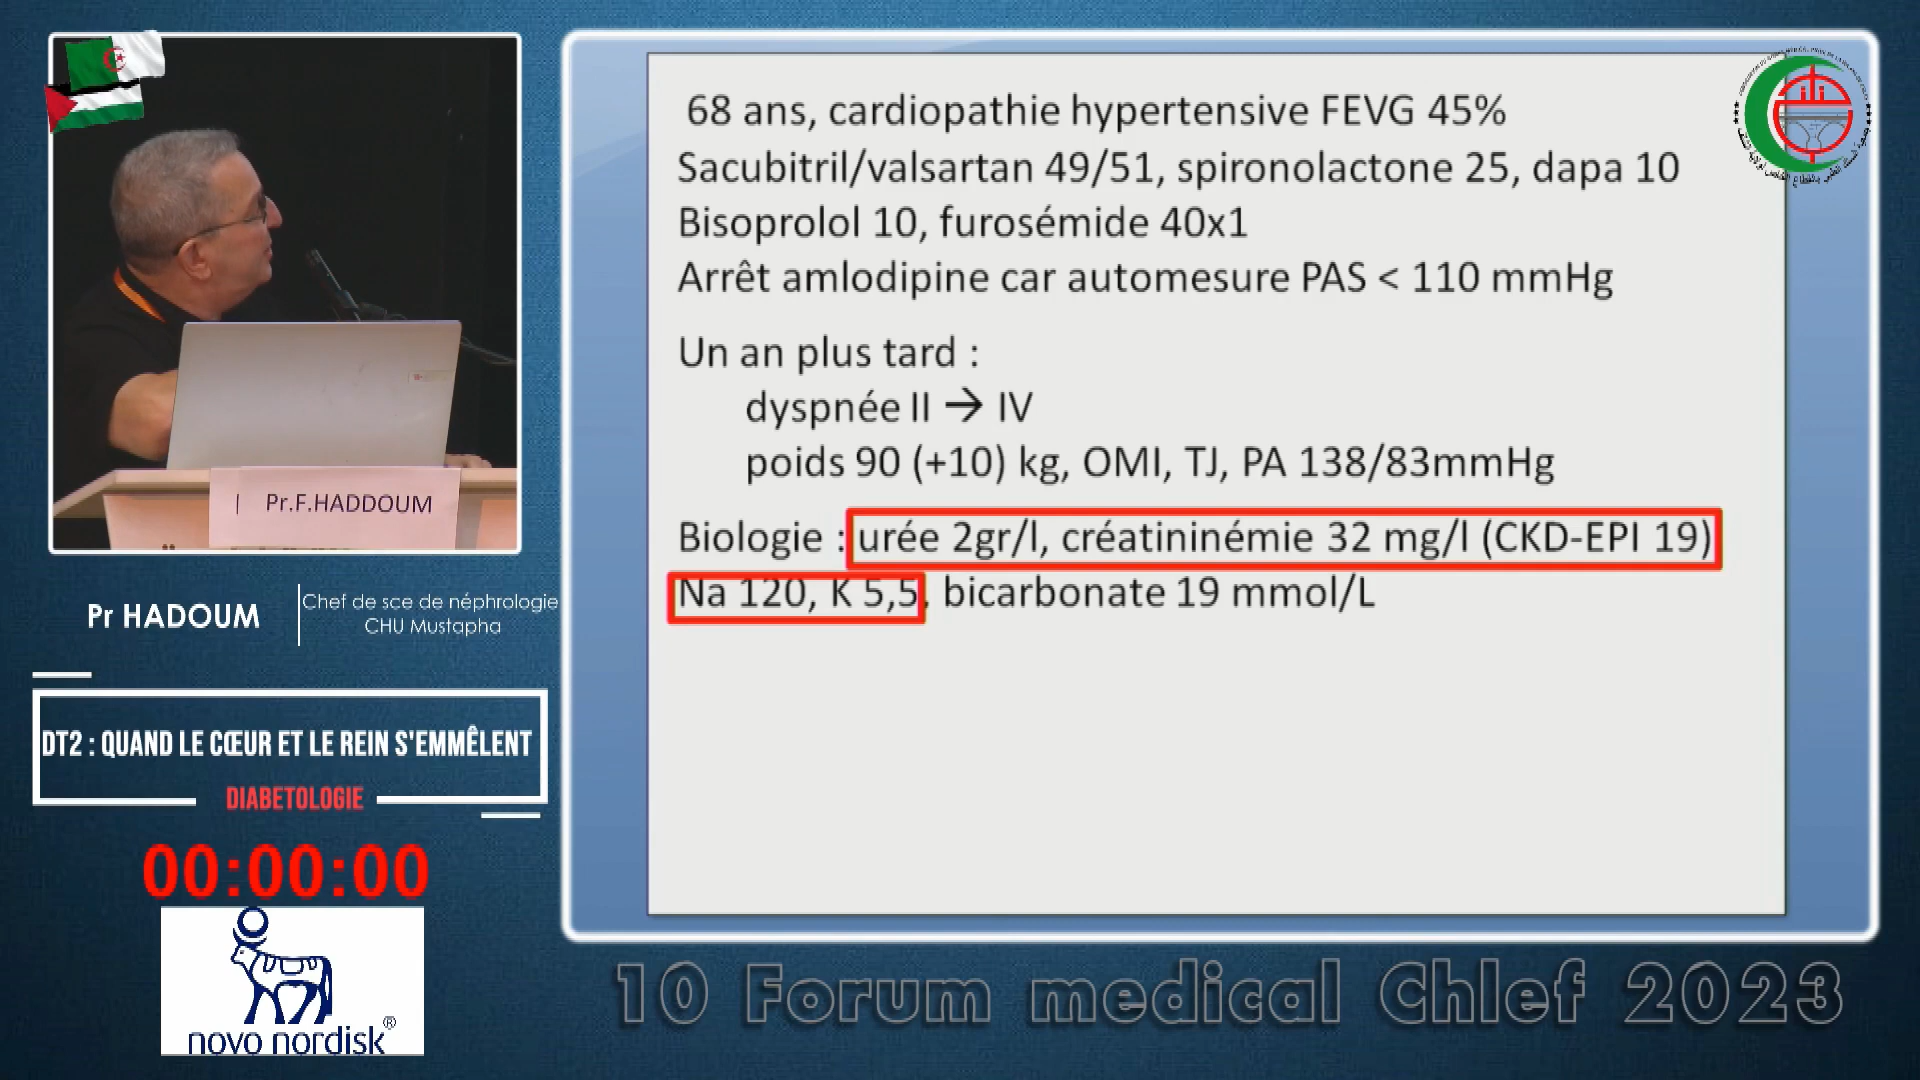 68 ans, cardiopathie hypertensive FEVG 45%
Sacubitril/valsartan 49/51, spironolactone 25, dapa 10
Bisoprolol 10, furosémide 40x1
Arrêt amlodipine car automesure PAS < 110 mmHg
Un an plus tard :
dyspnée II → IV
poids 90 (+10) kg, OMI, TJ, PA 138/83mmHg
Biologie : urée 2gr/l, créatininémie 32 mg/l (CKD-EPI 19)
Na 120, K 5,5, bicarbonate 19 mmol/L
Pr.F.HADDOUM
Pr HADOUM
Chef de sce de néphrologie
CHU Mustapha
DT2 : QUAND LE CŒUR ET LE REIN S'EMMÊLENT
DIABETOLOGIE
00:00:00
novo nordisk®
10 Forum medical Chlef 2023